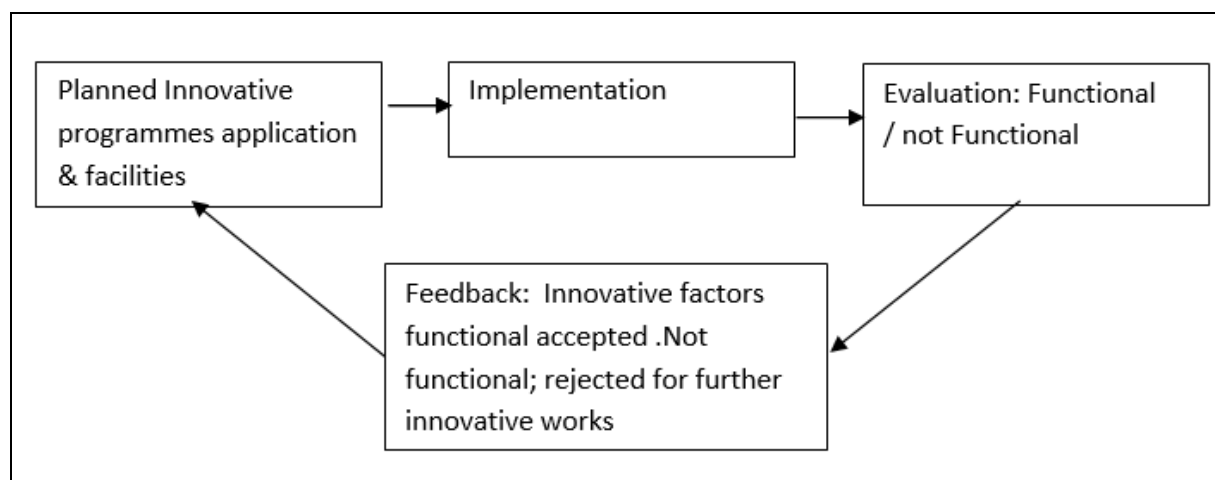 Planned Innovative
programmes application
& facilities
Implementation
Evaluation: Functional
/ not Functional
Feedback:  Innovative factors
functional accepted .Not
functional; rejected for further
innovative works